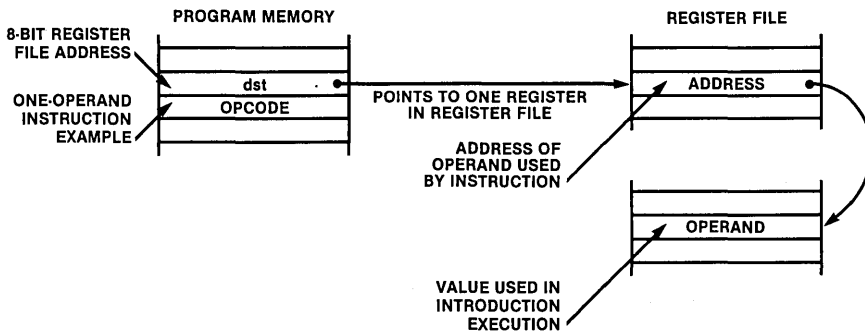 PROGRAM MEMORY
REGISTER FILE
8-BIT REGISTER
FILE ADDRESS
dst
ADDRESS
ONE-OPERAND
INSTRUCTION
EXAMPLE
OPCODE
POINTS TO ONE REGISTER
IN REGISTER FILE
ADDRESS OF
OPERAND USED
BY INSTRUCTION
OPERAND
VALUE USED IN
INTRODUCTION
EXECUTION